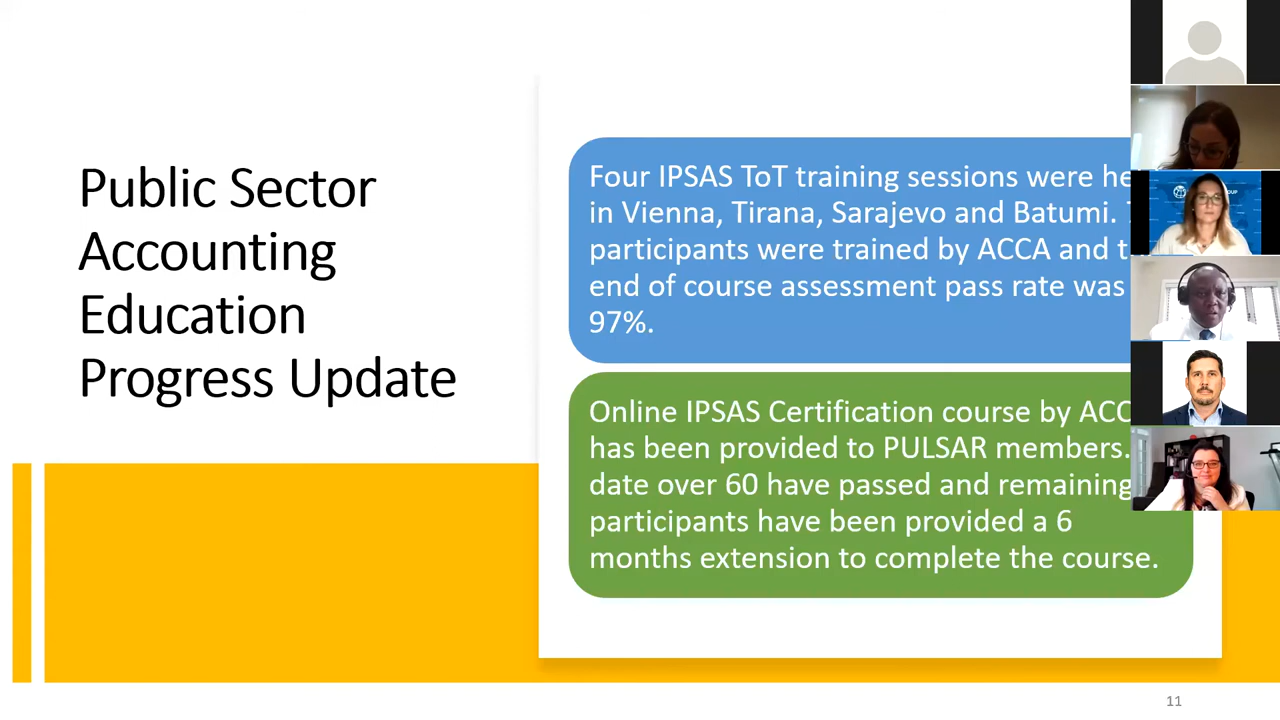 Public Sector
Accounting
Education
Progress Update
Four IPSAS ToT training sessions were
in Vienna, Tirana, Sarajevo and Batumi.
participants were trained by ACCA and
end of course assessment pass rate was
97%.
Online IPSAS Certification course by
has been provided to PULSAR members.
date over 60 have passed and remaining
participants have been provided a 6
months extension to complete the course.
11